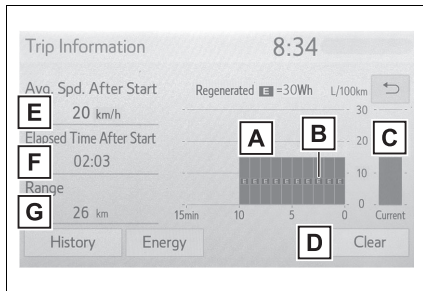 Trip Information 8:34
Avg. Spd. After Start Regenerated E =30Wh L/100km
E 20 km/h 30
Elapsed Time After Start A B C 20
F 02:03
E E E E E E E E E E 10
Range
G 26 km 0
15min 10 5 0 Current
History Energy D Clear